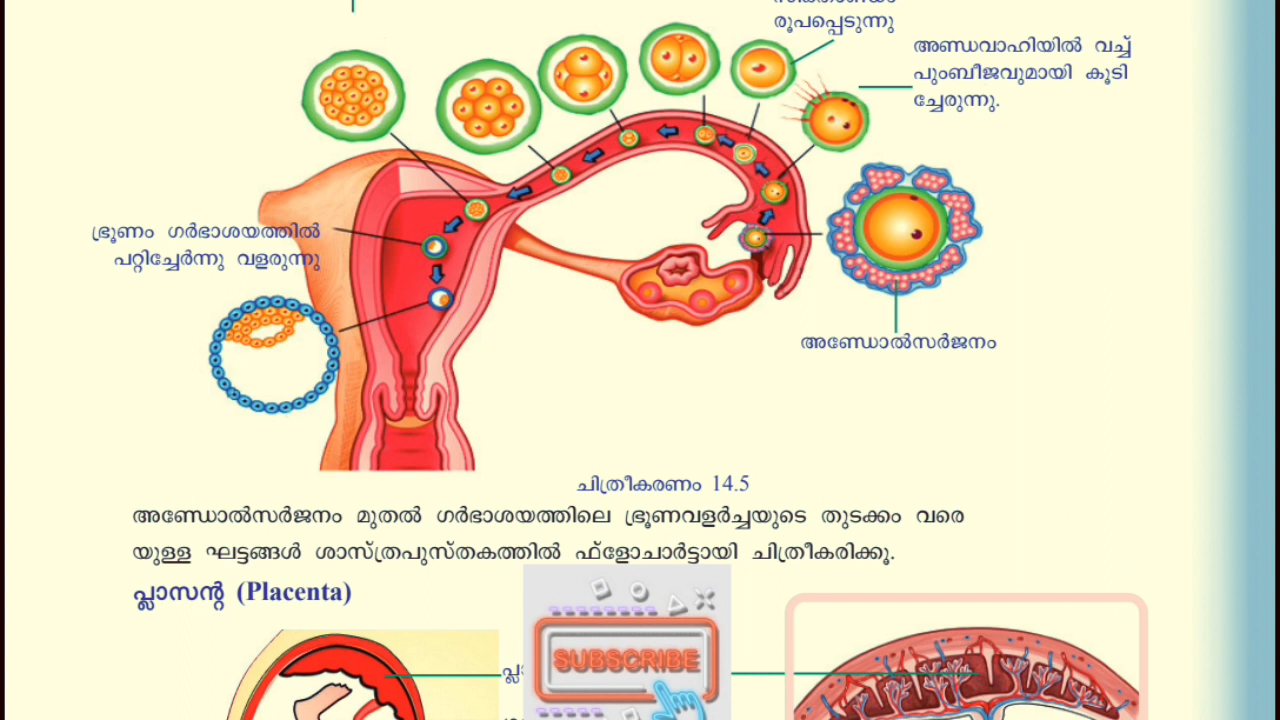 രൂപപ്പെടുന്നു
അണ്ഡവാഹിയിൽ വച്ച്
പുംബീജവുമായി കൂടി
ച്ചേരുന്നു.
ഭ്രൂണം ഗർഭാശയത്തിൽ
പറ്റിച്ചേർന്നു വളരുന്നു
അണ്ഡോൽസർജനം
ചിത്രീകരണം 14.5
അണ്ഡോൽസർജനം മുതൽ ഗർഭാശയത്തിലെ ഭ്രൂണവളർച്ചയുടെ തുടക്കം വരെ
യുള്ള ഘട്ടങ്ങൾ ശാസ്ത്രപുസ്തകത്തിൽ ഫ്ളോചാർട്ടായി ചിത്രീകരിക്കൂ.
പ്ലാസന്റ (Placenta)
SUBSCRIBE